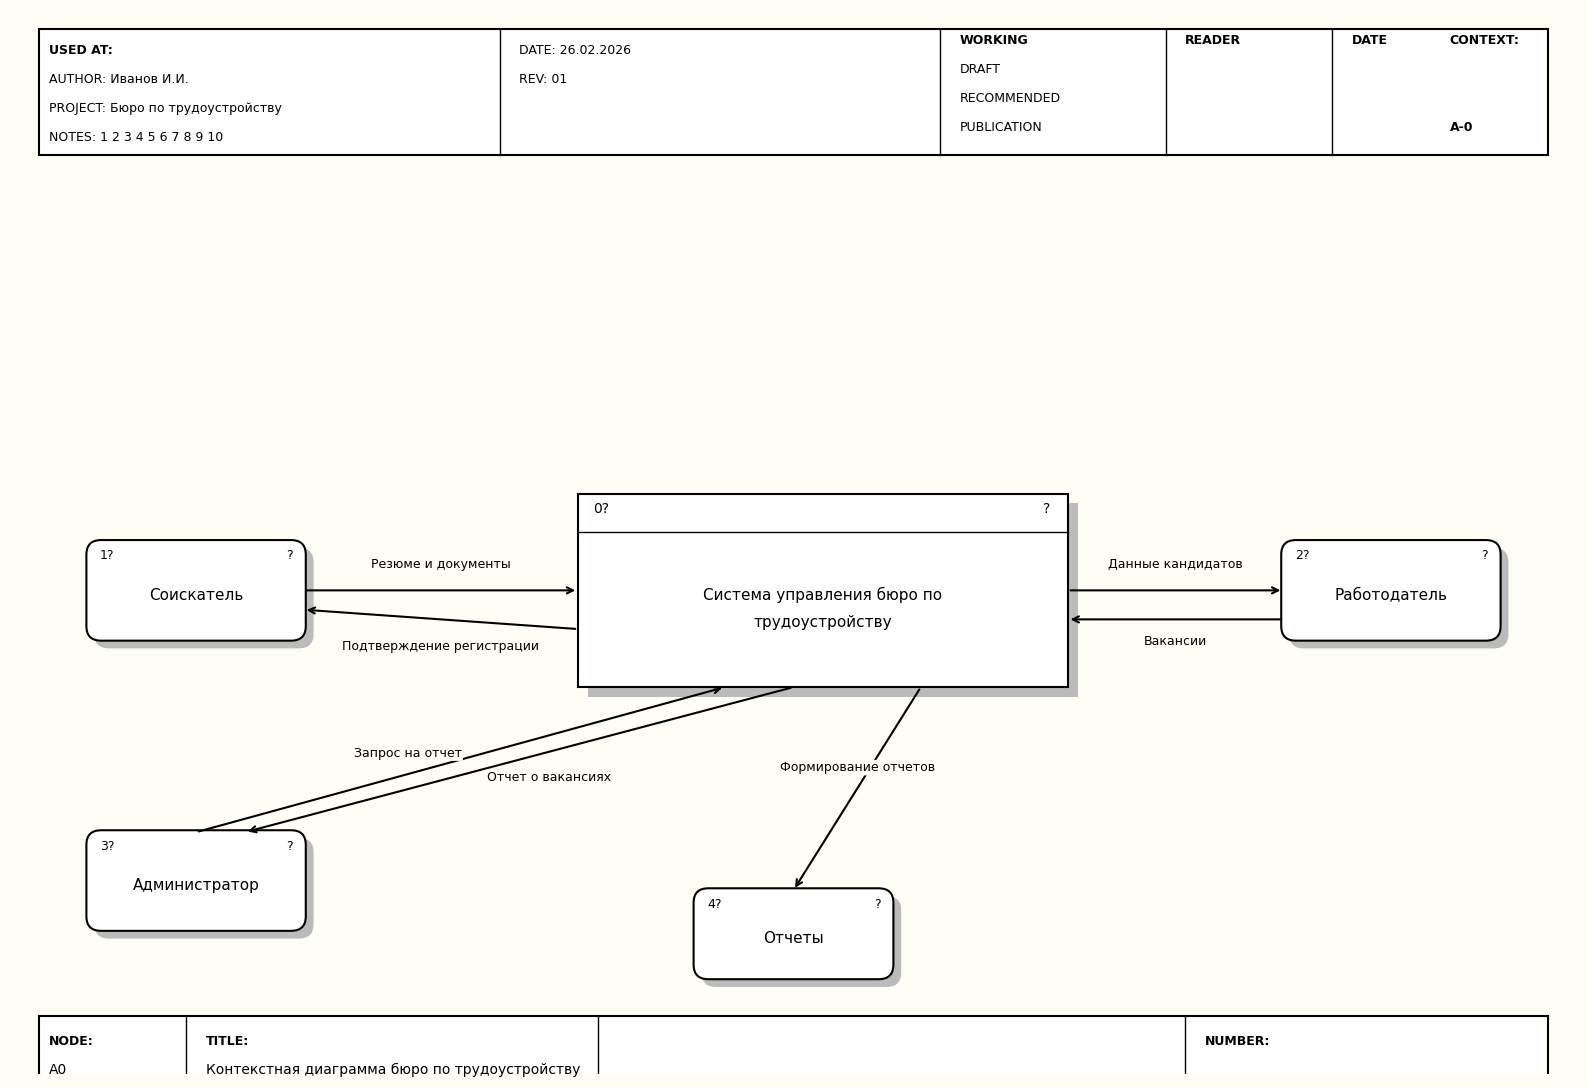 USED AT:
AUTHOR: Иванов И.И.
PROJECT: Бюро по трудоустройству
NOTES: 1 2 3 4 5 6 7 8 9 10
DATE: 26.02.2026
REV: 01
WORKING
DRAFT
RECOMMENDED
PUBLICATION
READER
DATE
CONTEXT:
A-0
0? ?
Система управления бюро по
трудоустройству
1? ?
Соискатель
Резюме и документы
Подтверждение регистрации
Данные кандидатов
Вакансии
2? ?
Работодатель
Запрос на отчет
Отчет о вакансиях
Формирование отчетов
3? ?
Администратор
4? ?
Отчеты
NODE:
A0
TITLE:
Контекстная диаграмма бюро по трудоустройству
NUMBER: